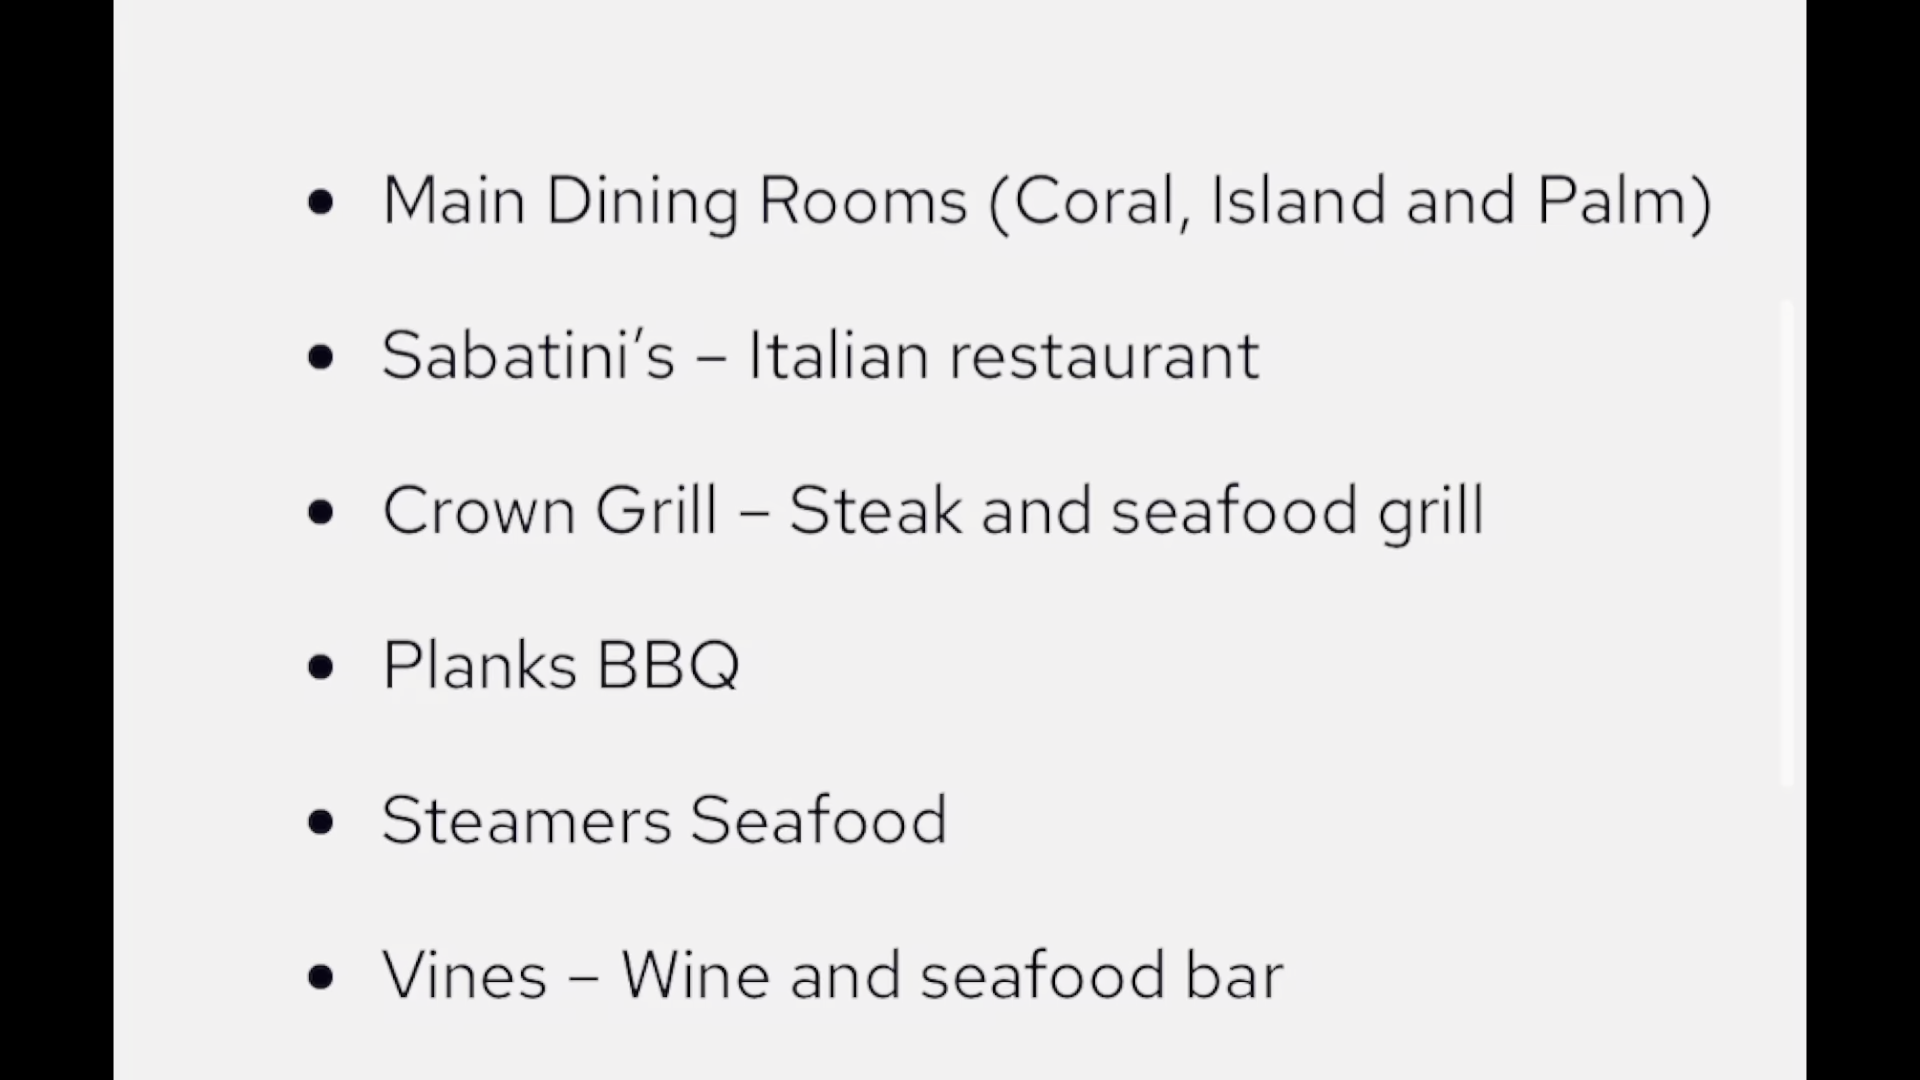 • Main Dining Rooms (Coral, Island and Palm)
• Sabatini’s – Italian restaurant
• Crown Grill – Steak and seafood grill
• Planks BBQ
• Steamers Seafood
• Vines – Wine and seafood bar